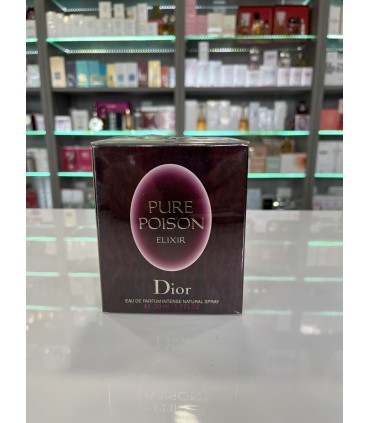 PURE
POISON
ELIXIR
Dior
EAU DE PARFUM INTENSE NATURAL SPRAY